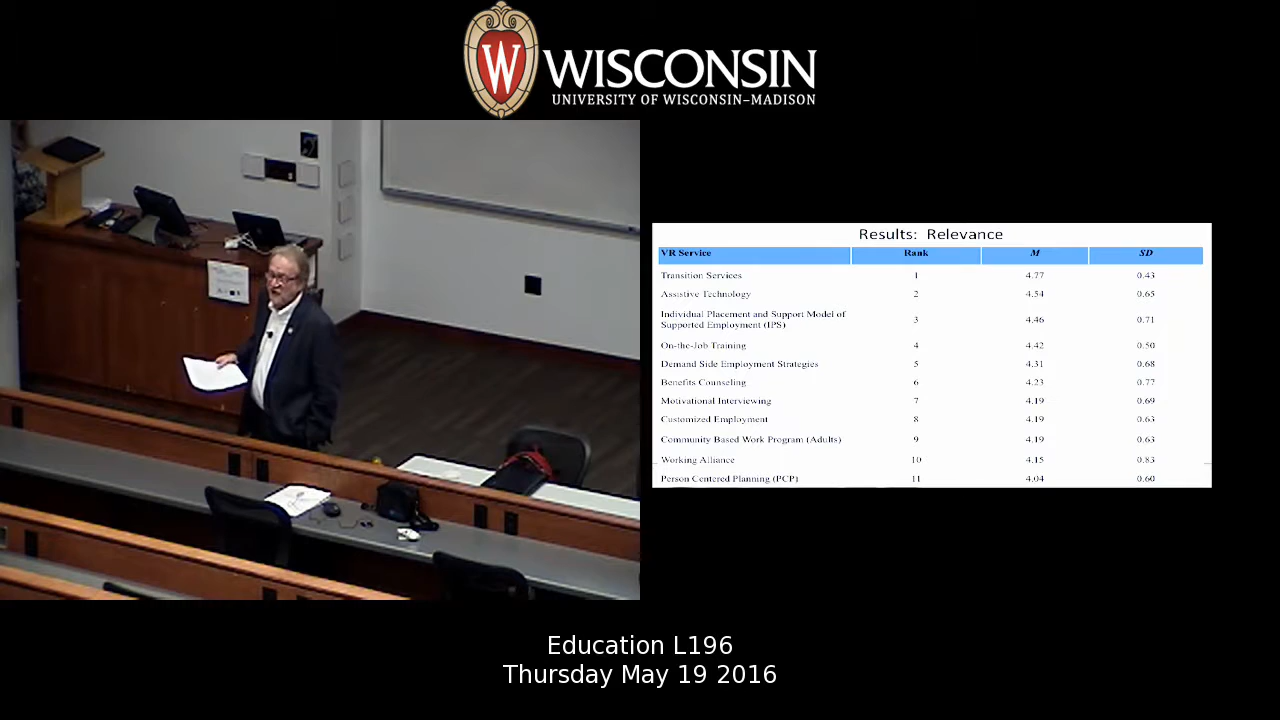 W
WISCONSIN
UNIVERSITY OF WISCONSIN–MADISON
Results: Relevance
VR Service Rank M SD
Transition Services 1 4.77 0.43
Assistive Technology 2 4.54 0.65
Individual Placement and Support Model of
Supported Employment (IPS) 3 4.46 0.71
On-the-Job Training 4 4.42 0.50
Demand Side Employment Strategies 5 4.31 0.68
Benefits Counseling 6 4.23 0.77
Motivational Interviewing 7 4.19 0.69
Customized Employment 8 4.19 0.63
Community Based Work Program (Adults) 9 4.19 0.63
Working Alliance 10 4.15 0.83
Person Centered Planning (PCP) 11 4.04 0.60
Education L196
Thursday May 19 2016